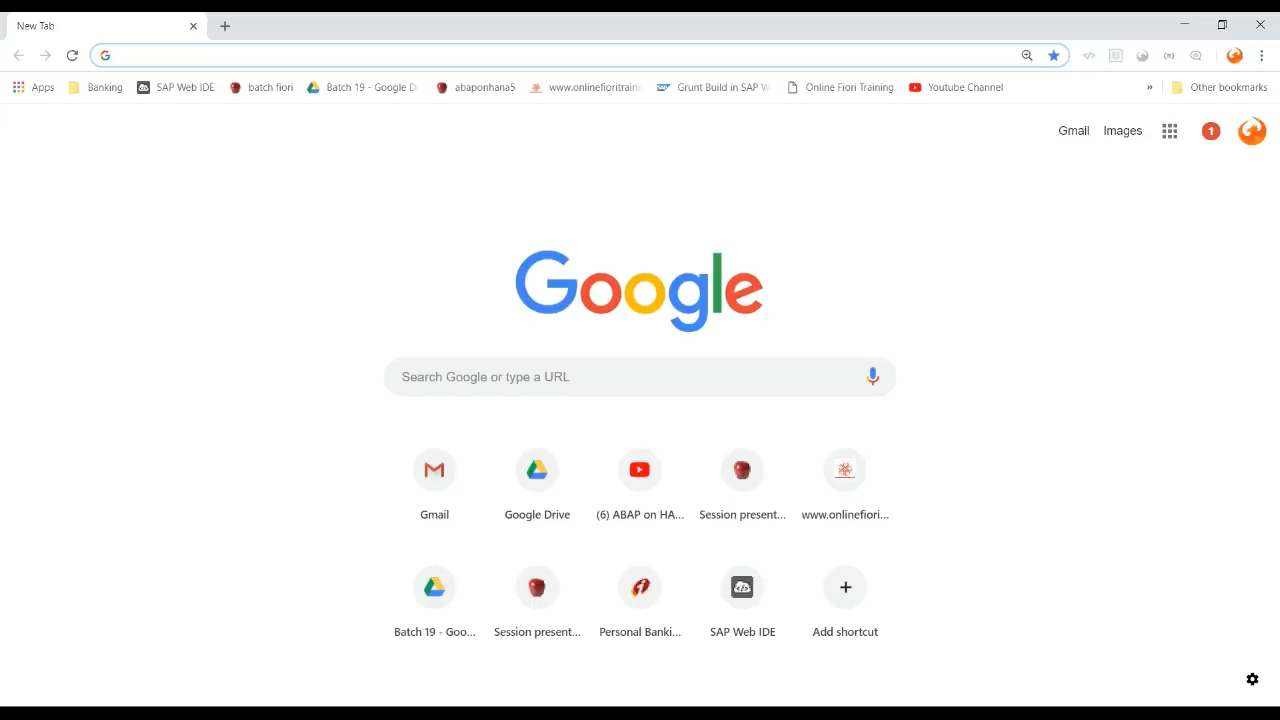 New Tab
Apps Banking SAP Web IDE batch fiori Batch 19 - Google D abaponhana5 www.onlinefioritrain Grunt Build in SAP W Online Fiori Training Youtube Channel » Other bookmarks
Gmail Images 1
Google
Search Google or type a URL
Gmail Google Drive (6) ABAP on HA... Session present... www.onlinefiori...
Batch 19 - Goo... Session present... Personal Banki... SAP Web IDE Add shortcut